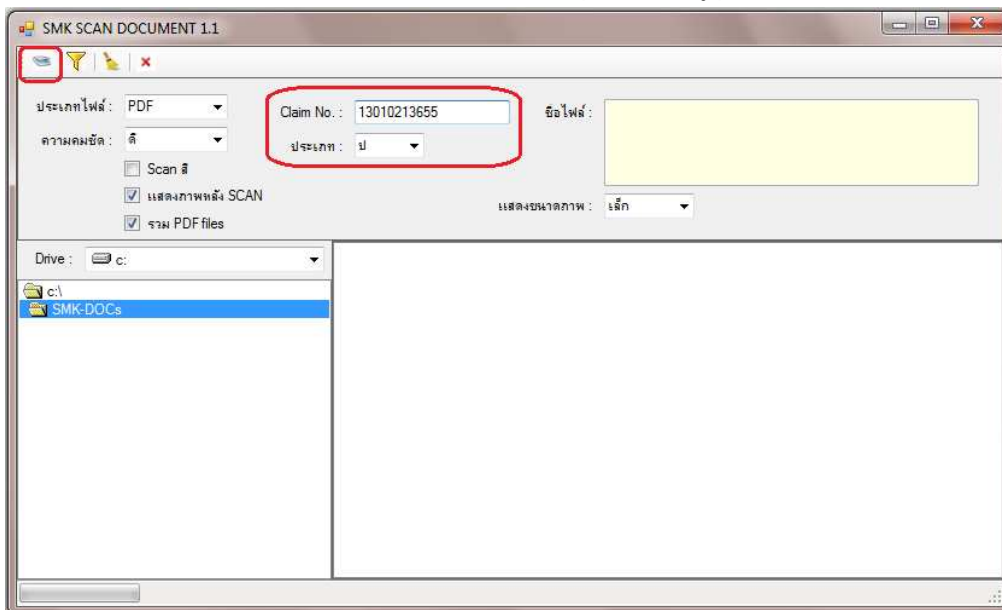 SMK SCAN DOCUMENT 1.1
ประเภทไฟล์ : PDF
Claim No. : 13010213655
ชื่อไฟล์ :
ความคมชัด : ดี
ประเภท : ป
Scan สี
แสดงภาพหลัง SCAN
แสดงขนาดภาพ : เล็ก
รวม PDF files
Drive : c:
c:\
SMK-DOCs